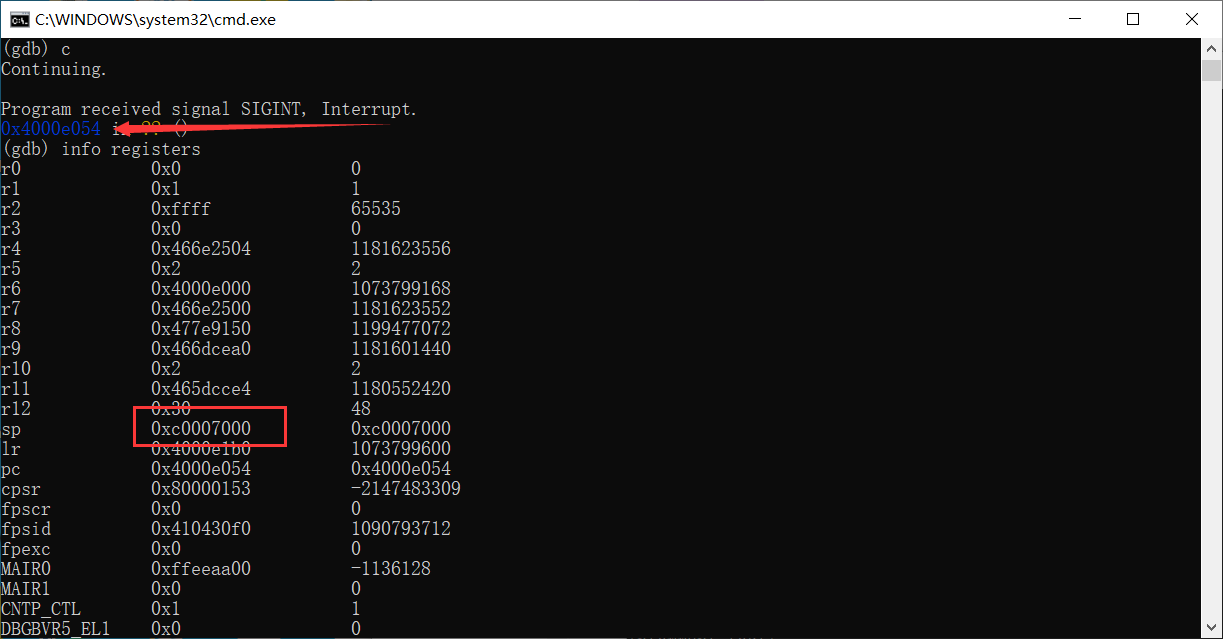 C:\WINDOWS\system32\cmd.exe
(gdb) c
Continuing.
Program received signal SIGINT, Interrupt.
0x4000e054 in ?? ()
(gdb) info registers
r0 0x0 0
r1 0x1 1
r2 0xffff 65535
r3 0x0 0
r4 0x466e2504 1181623556
r5 0x2 2
r6 0x4000e000 1073799168
r7 0x466e2500 1181623552
r8 0x477e9150 1199477072
r9 0x466dcea0 1181601440
r10 0x2 2
r11 0x465dcce4 1180552420
r12 0x30 48
sp 0xc0007000 0xc0007000
lr 0x4000e1b0 1073799600
pc 0x4000e054 0x4000e054
cpsr 0x80000153 -2147483309
fpscr 0x0 0
fpsid 0x410430f0 1090793712
fpexc 0x0 0
MAIR0 0xffeeaa00 -1136128
MAIR1 0x0 0
CNTP_CTL 0x1 1
DBGBVR5_EL1 0x0 0